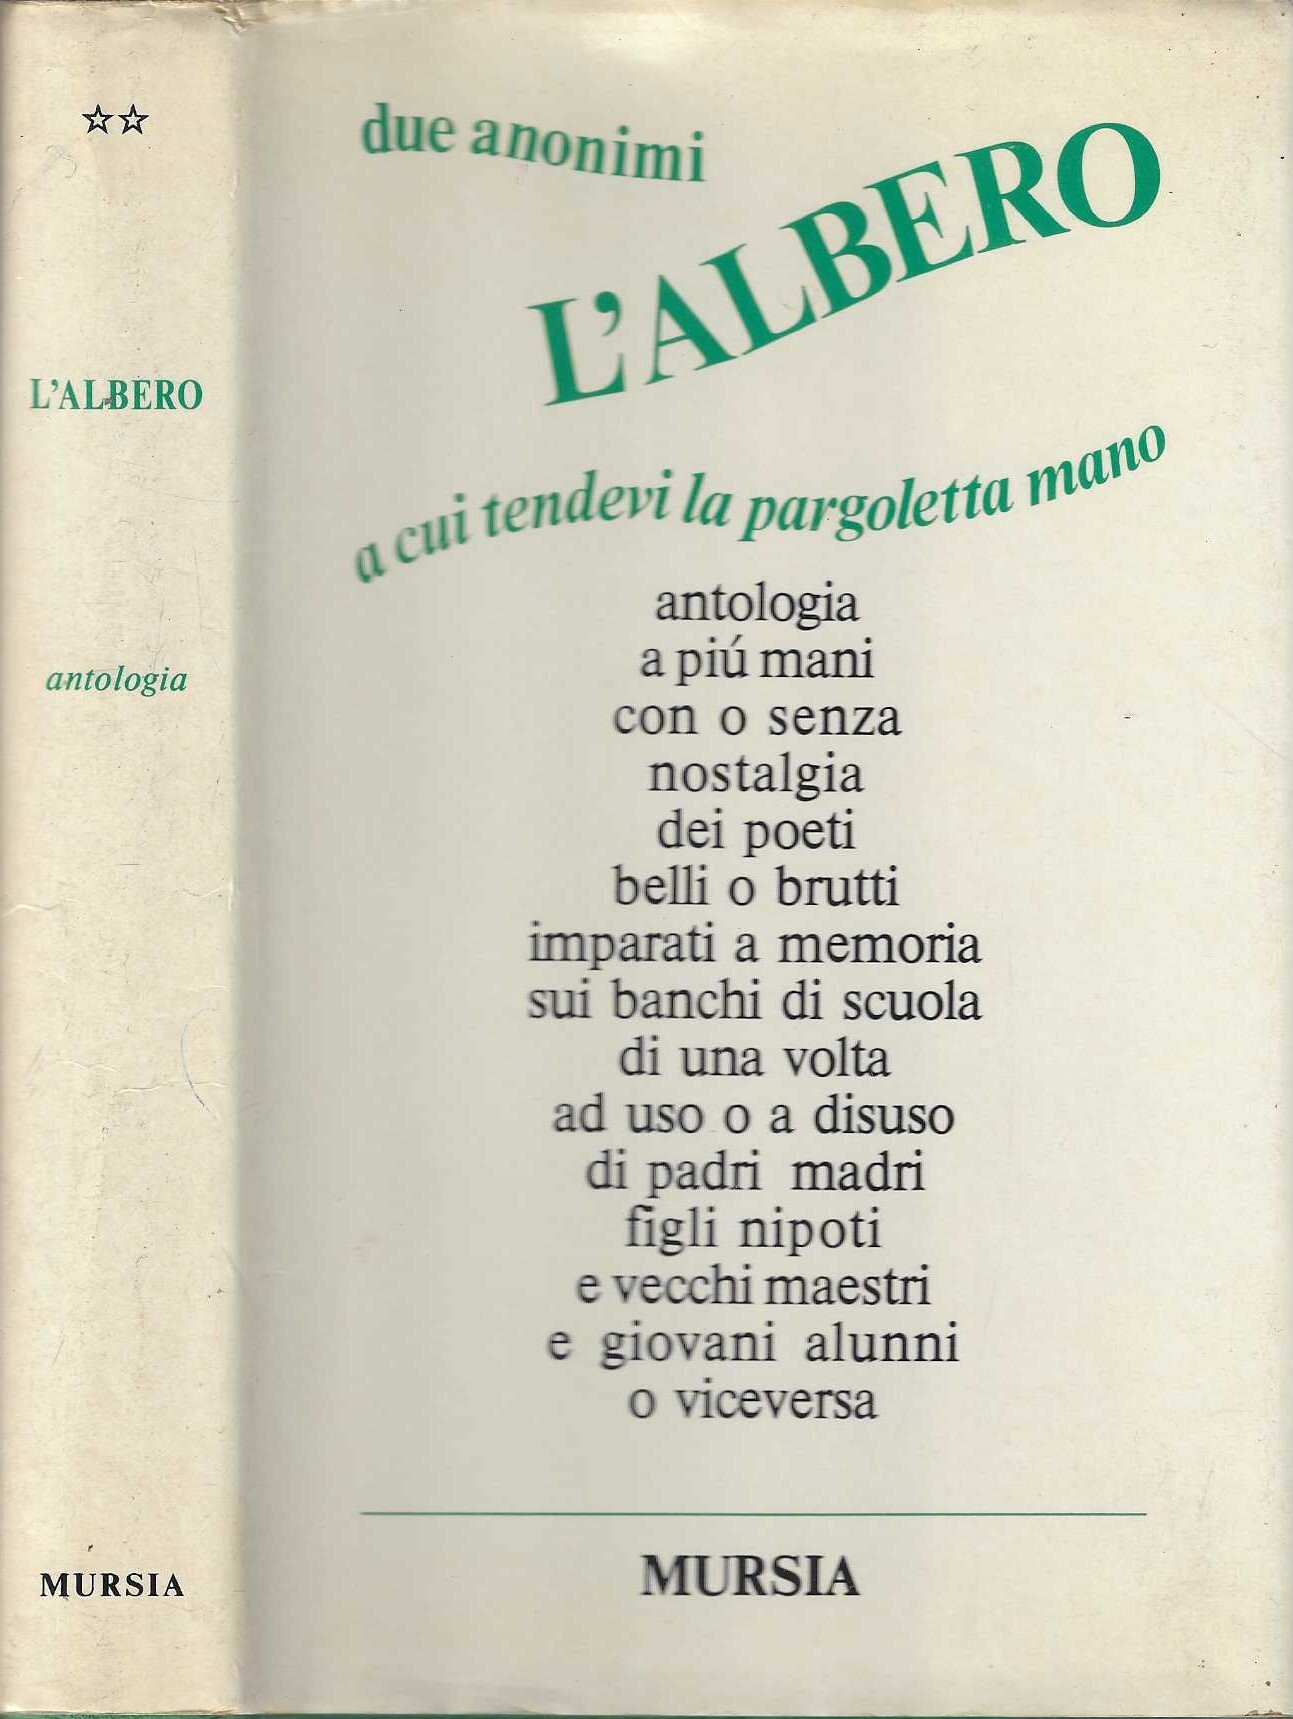 ☆☆
L'ALBERO
antologia
MURSIA
due anonimi
L'ALBERO
a cui tendevi la pargoletta mano
antologia
a piú mani
con o senza
nostalgia
dei poeti
belli o brutti
imparati a memoria
sui banchi di scuola
di una volta
ad uso o a disuso
di padri madri
figli nipoti
e vecchi maestri
e giovani alunni
o viceversa
MURSIA